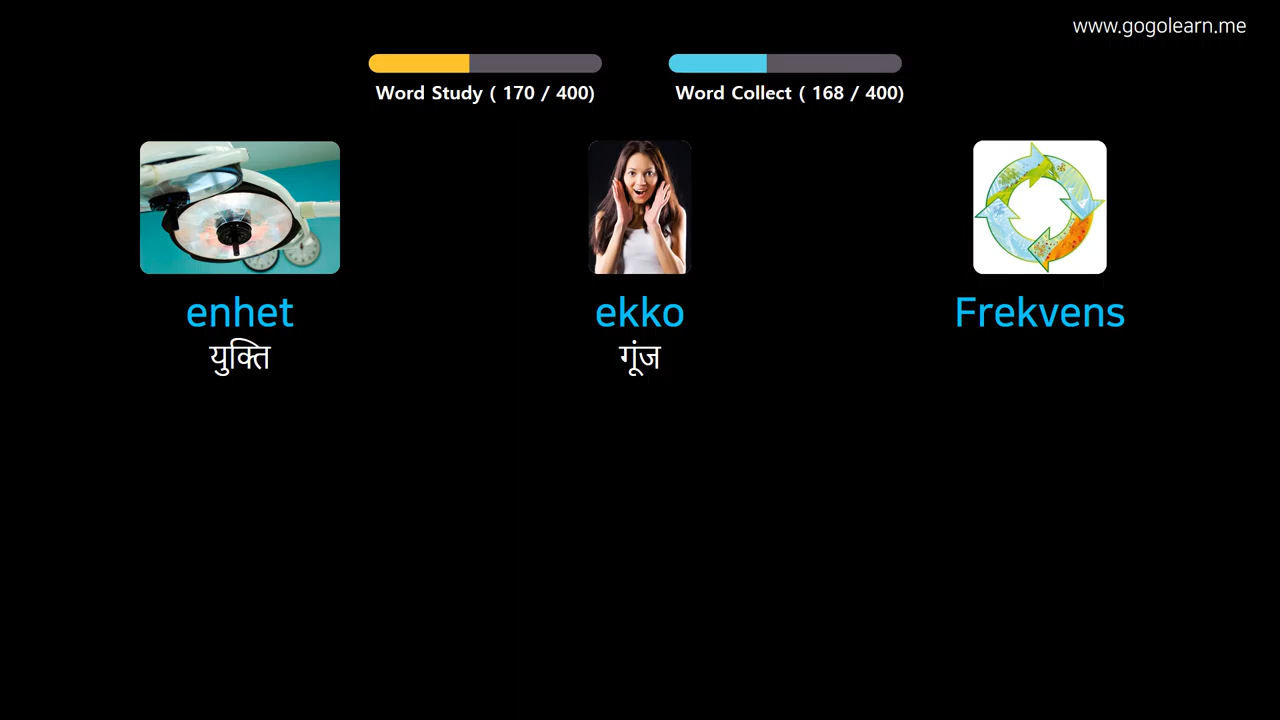 www.gogolearn.me
Word Study ( 170 / 400)
Word Collect ( 168 / 400)
enhet
ekko
Frekvens
युक्ति
गूंज